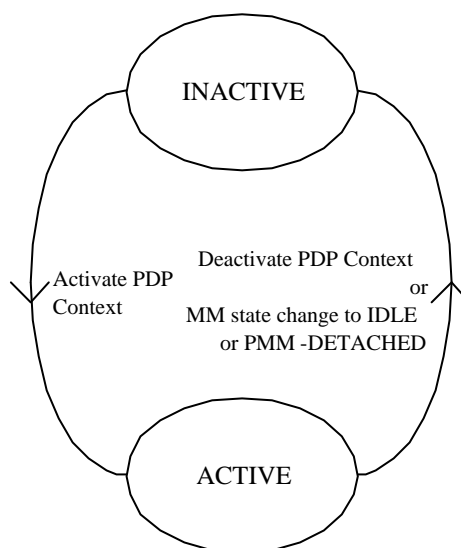 INACTIVE
Activate PDP
Context
Deactivate PDP Context
or
MM state change to IDLE
or PMM -DETACHED
ACTIVE